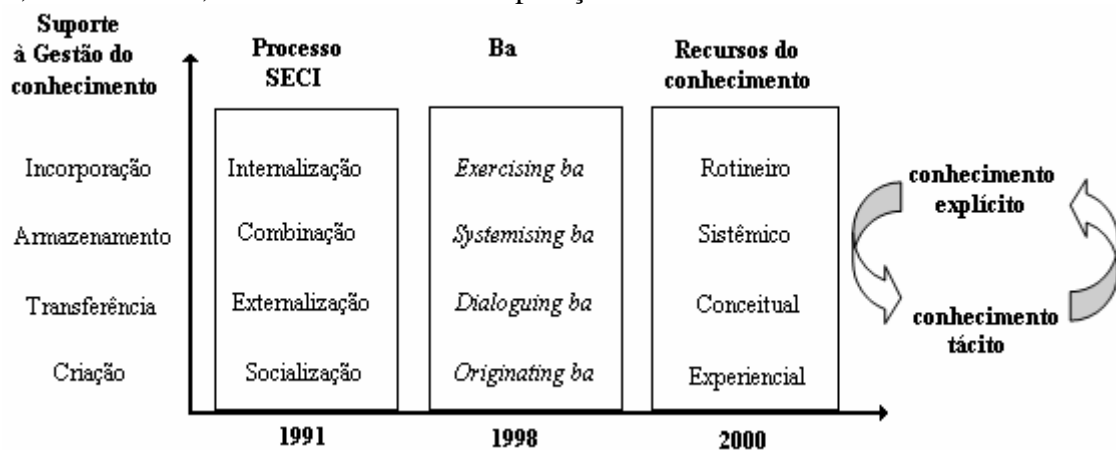 Suporte
à Gestão do
conhecimento
Processo
SECI
Ba
Recursos do
conhecimento
Incorporação
Internalização
Exercising ba
Rotineiro
Armazenamento
Combinação
Systemising ba
Sistêmico
Transferência
Externalização
Dialoguing ba
Conceitual
Criação
Socialização
Originating ba
Experiencial
conhecimento
explícito
conhecimento
tácito
1991
1998
2000